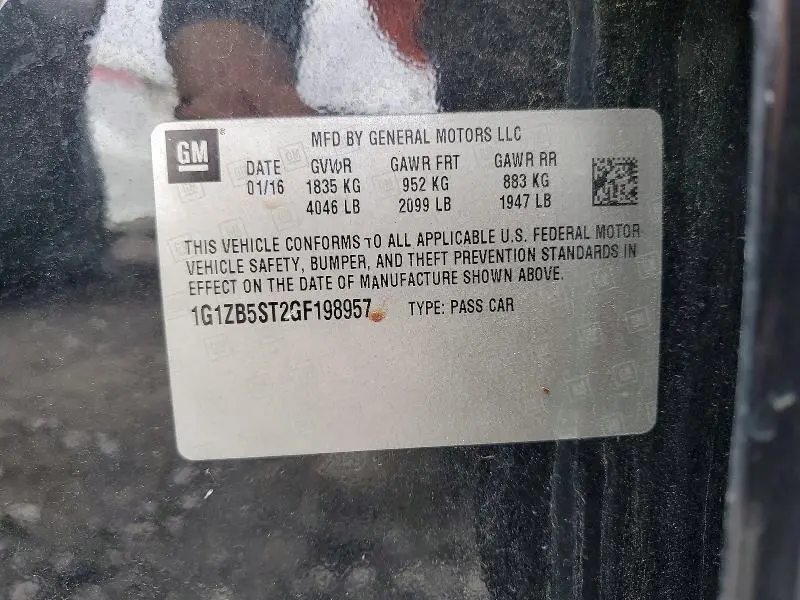 GM
MFD BY GENERAL MOTORS LLC
DATE GVWR GAWR FRT GAWR RR
01/16 1835 KG 952 KG 883 KG
4046 LB 2099 LB 1947 LB
THIS VEHICLE CONFORMS TO ALL APPLICABLE U.S. FEDERAL MOTOR
VEHICLE SAFETY, BUMPER, AND THEFT PREVENTION STANDARDS IN
EFFECT ON THE DATE OF MANUFACTURE SHOWN ABOVE.
1G1ZB5ST2GF198957 TYPE: PASS CAR